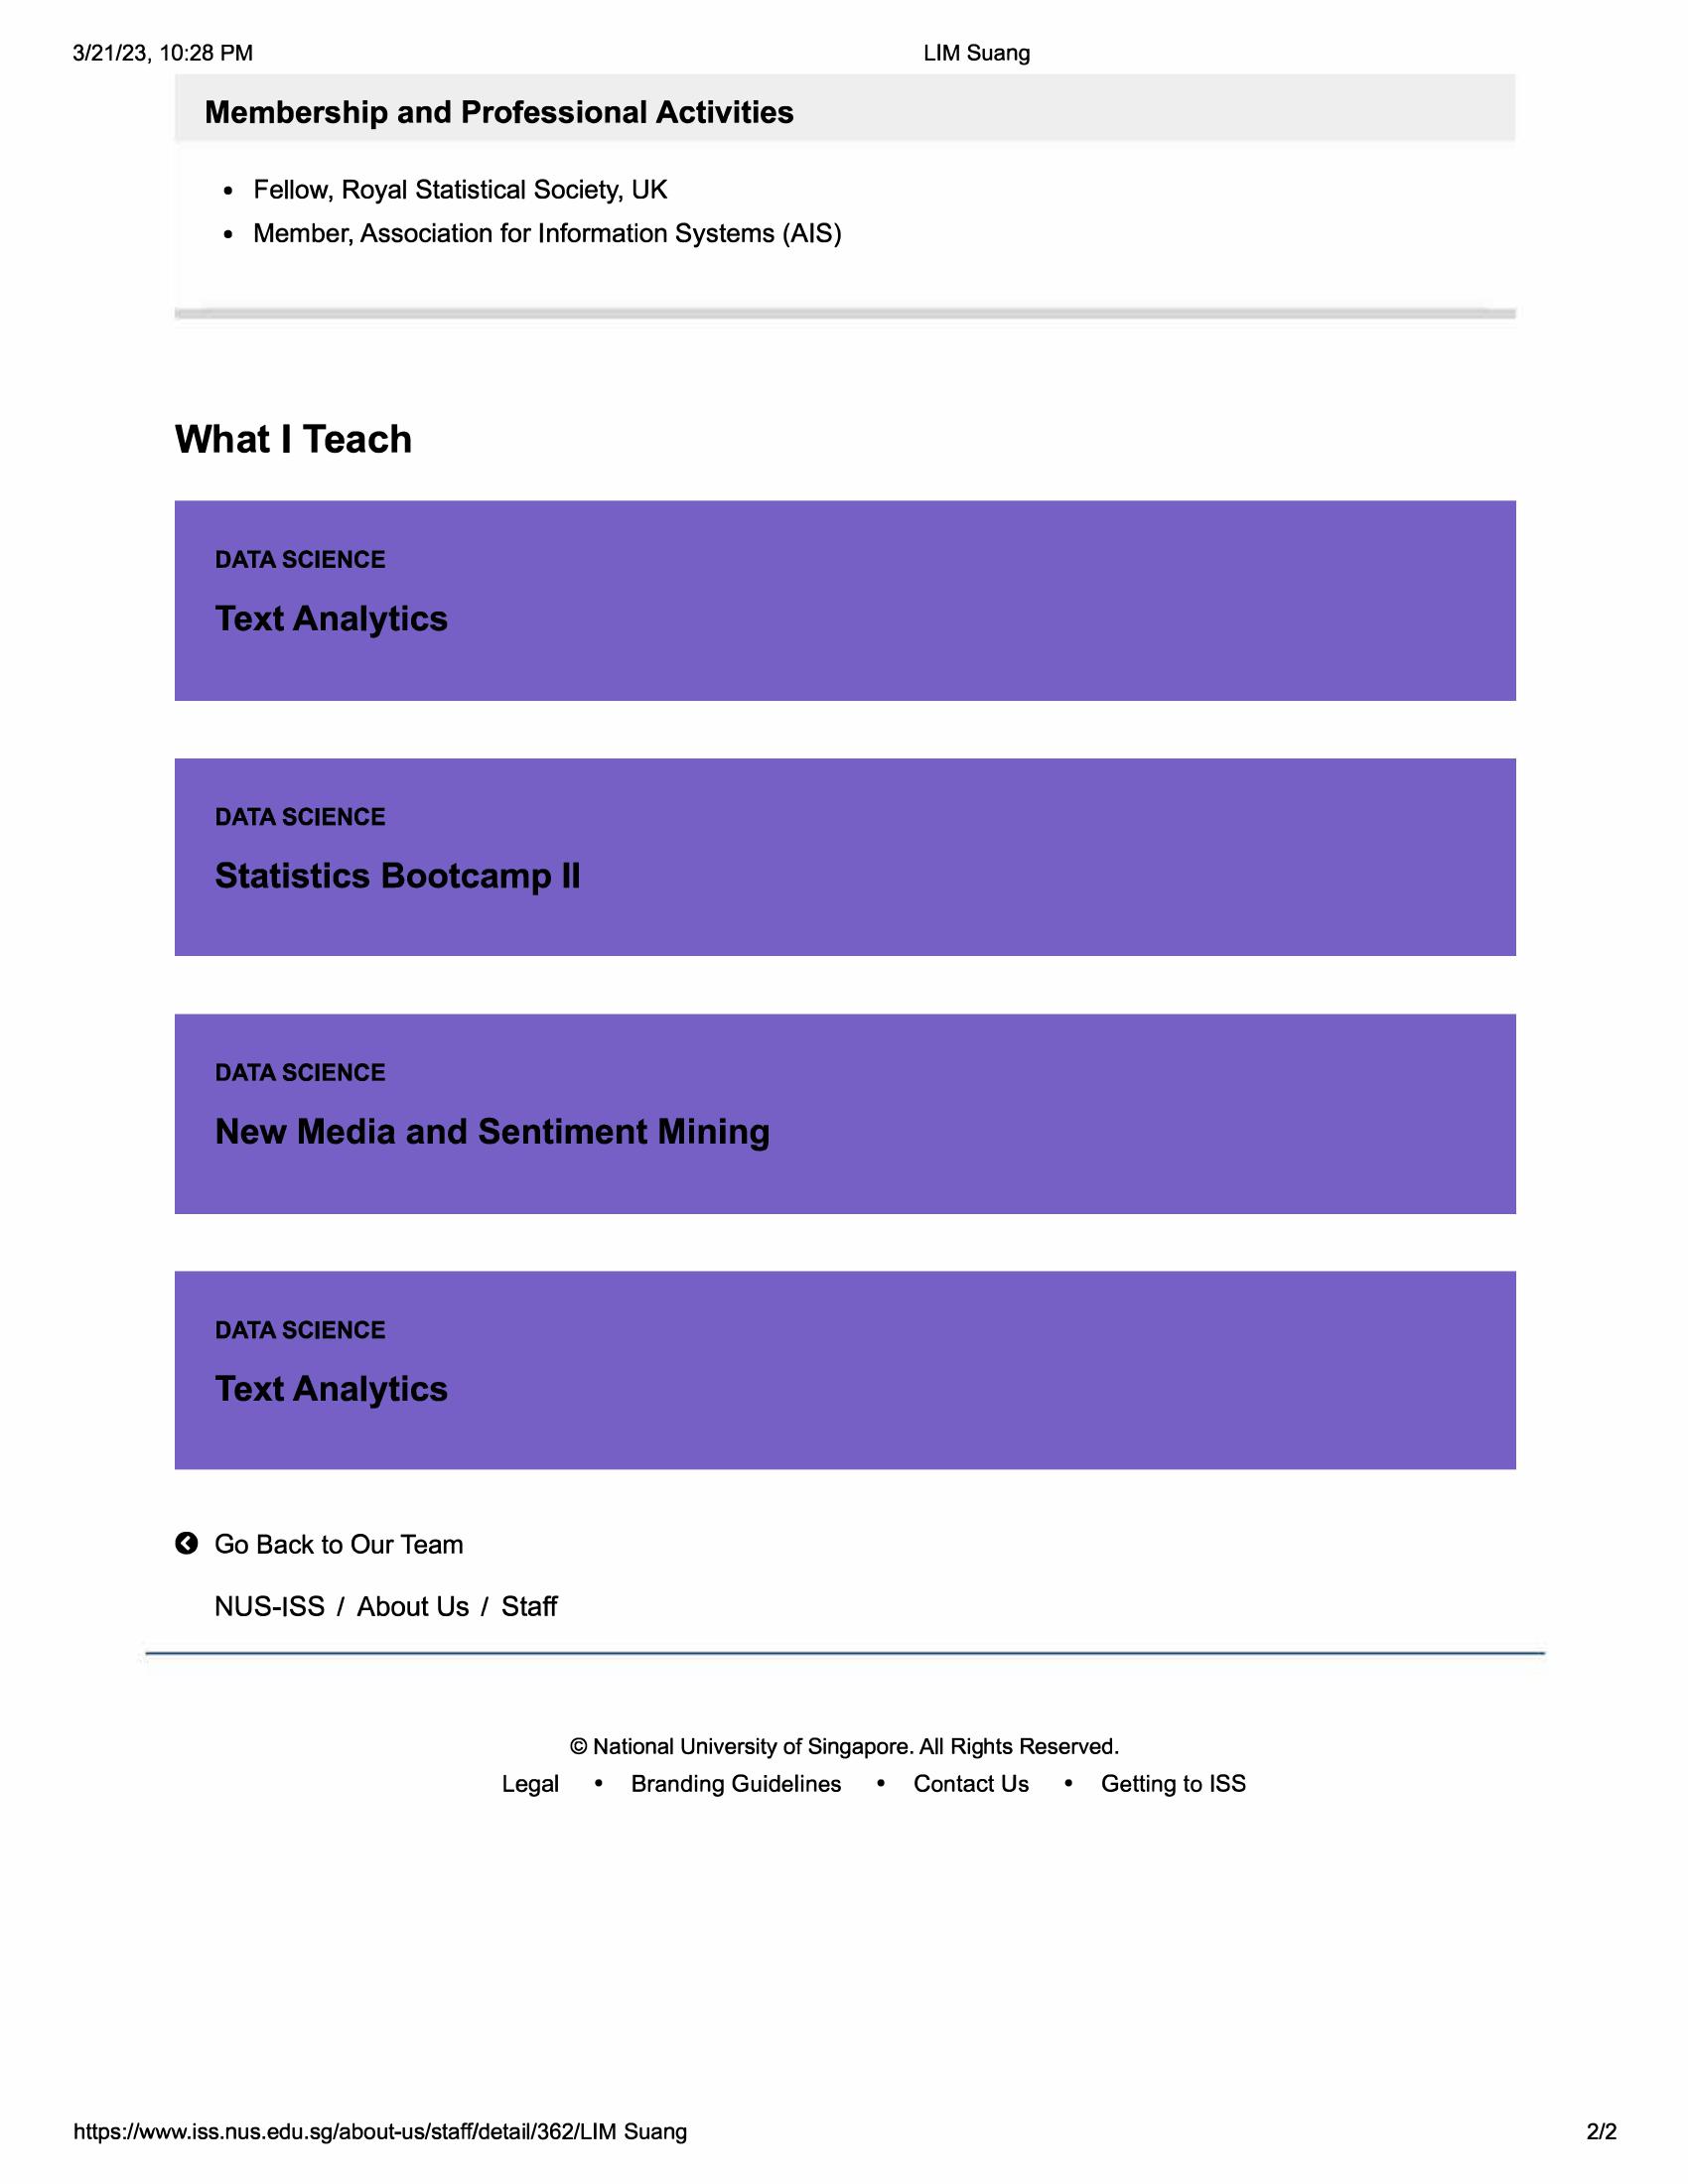 3/21/23, 10:28 PM
LIM Suang
Membership and Professional Activities
• Fellow, Royal Statistical Society, UK
• Member, Association for Information Systems (AIS)
What I Teach
DATA SCIENCE
Text Analytics
DATA SCIENCE
Statistics Bootcamp II
DATA SCIENCE
New Media and Sentiment Mining
DATA SCIENCE
Text Analytics
Go Back to Our Team
NUS-ISS / About Us / Staff
© National University of Singapore. All Rights Reserved.
Legal • Branding Guidelines • Contact Us • Getting to ISS
https://www.iss.nus.edu.sg/about-us/staff/detail/362/LIM Suang
2/2